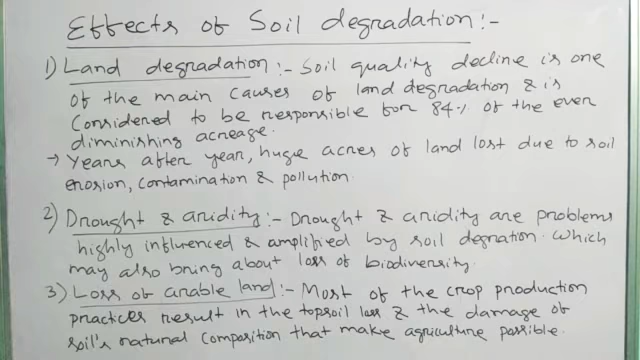 Effects of Soil degradation :-
1) Land degradation :- Soil quality decline is one
of the main causes of land degradation & is
Considered to be responsible for 84% of the ever
diminishing acreage.
→ Years after year, huge acres of land lost due to soil
erosion, contamination & pollution.
2) Drought & aridity :- Drought & aridity are problems
highly influenced & amplified by soil degration. which
may also bring about loss of biodiversity.
3) Loss of arable land :- Most of the crop production
practices result in the topsoil loss & the damage of
soil's natural composition that make agriculture possible.